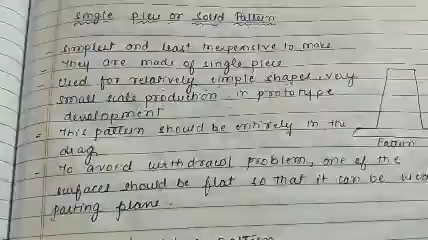 Single piece or Solid Pattern
- Simplest and least inexpensive to make
- They are made of single piece
- Used for relatively simple shapes, very
small scale production, in prototype
development
- This pattern should be entirely in the
drag
Pattern
- To avoid withdrawl problem, one of the
surfaces should be flat so that it can be
parting plane.